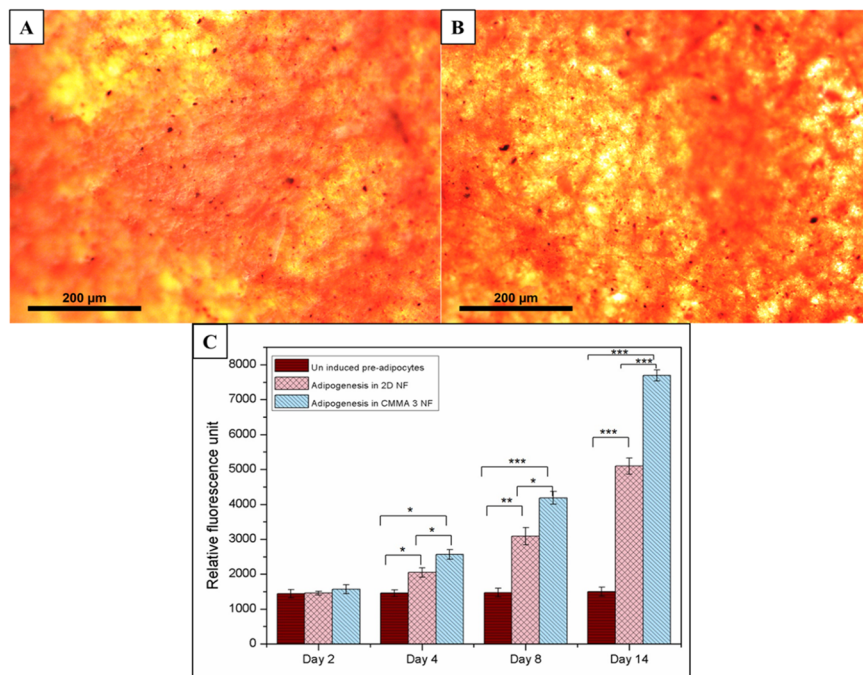 A
B
200 µm
200 µm
C
Relative fluorescence unit
8000
7000
6000
5000
4000
3000
2000
1000
0
Un induced pre-adipocytes
Adipogenesis in 2D NF
Adipogenesis in CMMA 3 NF
*
*
*
***
**
*
***
***
***
Day 2
Day 4
Day 8
Day 14